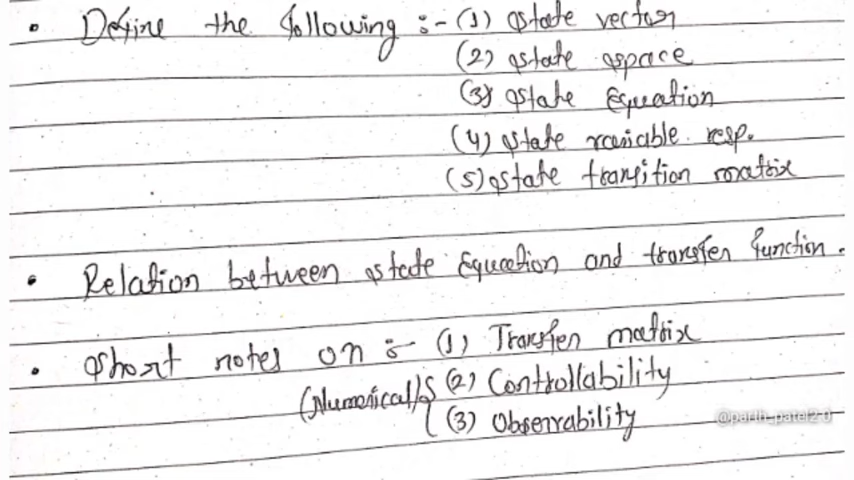 • Define the following :- (1) State vector
(2) State space
(3) State Equation
(4) State variable resp.
(5) State transition matrix
• Relation between State Equation and transfer function.
• Short notes on :- (1) Transfer matrix
(Numerical) { (2) Controllability
(3) Observability
@parth_patel2.0